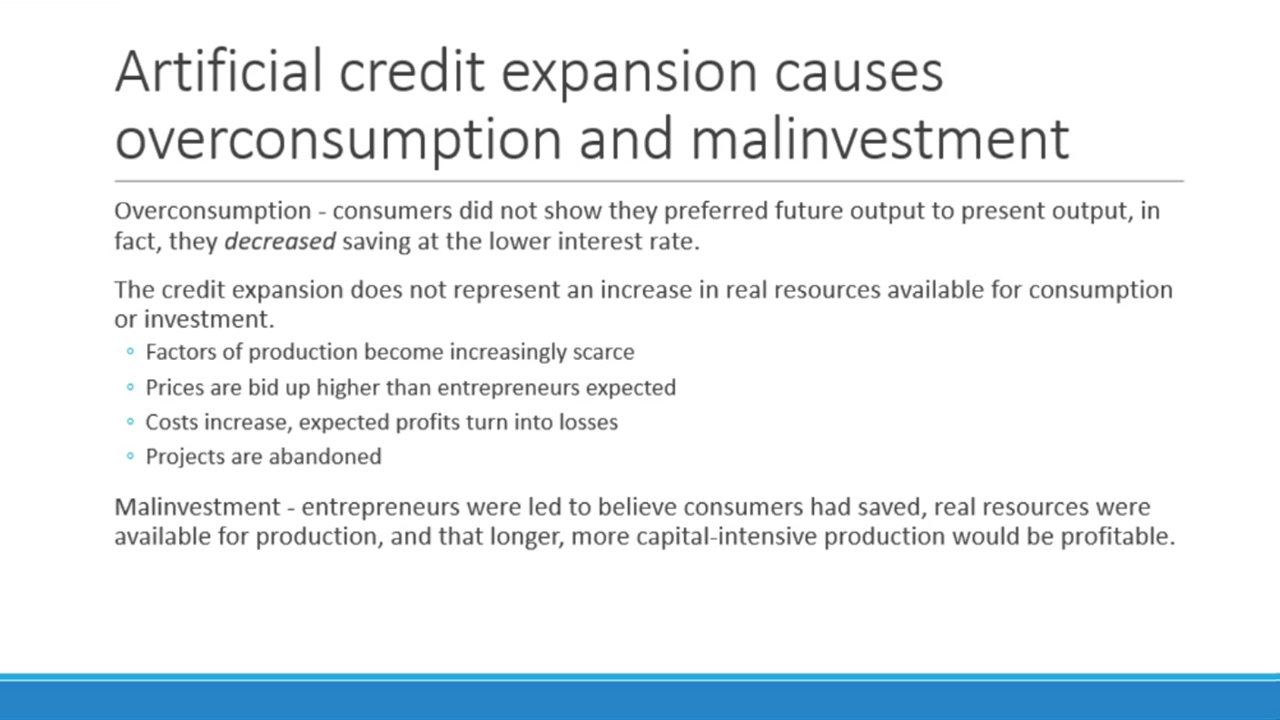 Artificial credit expansion causes
overconsumption and malinvestment
Overconsumption - consumers did not show they preferred future output to present output, in
fact, they decreased saving at the lower interest rate.
The credit expansion does not represent an increase in real resources available for consumption
or investment.
◦ Factors of production become increasingly scarce
◦ Prices are bid up higher than entrepreneurs expected
◦ Costs increase, expected profits turn into losses
◦ Projects are abandoned
Malinvestment - entrepreneurs were led to believe consumers had saved, real resources were
available for production, and that longer, more capital-intensive production would be profitable.